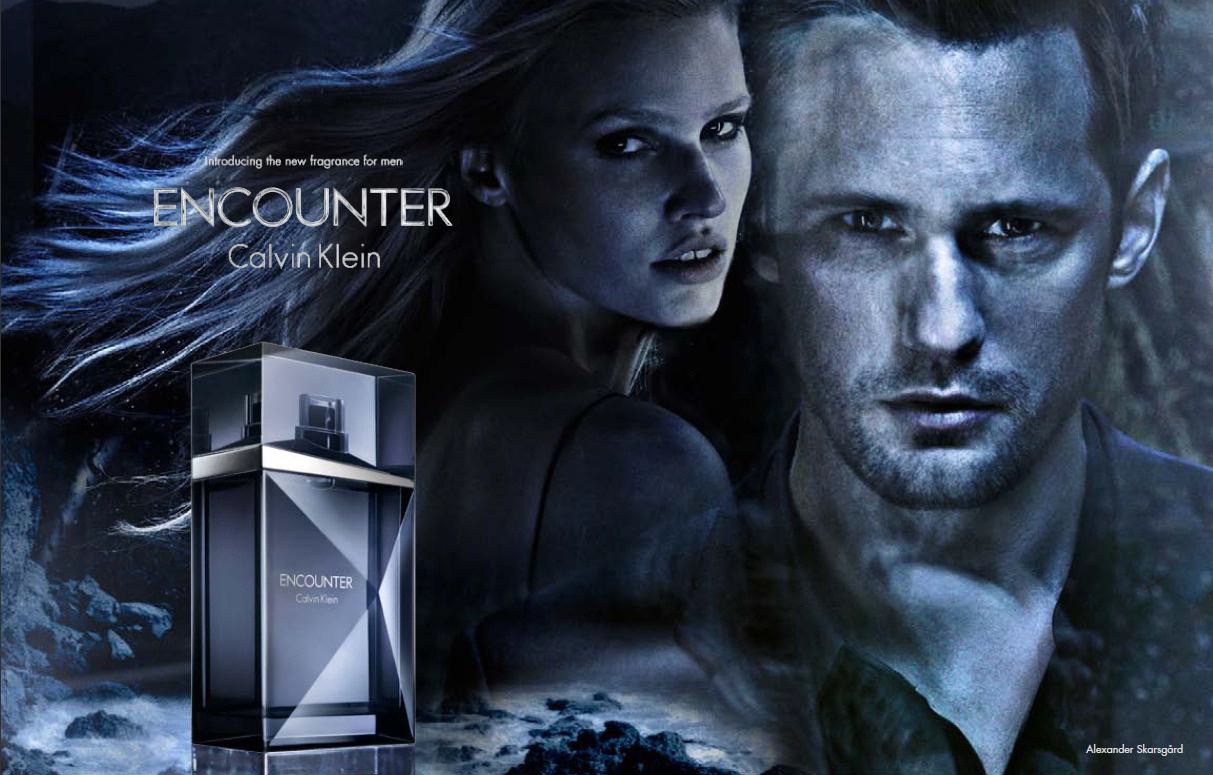 Introducing the new fragrance for men
ENCOUNTER
Calvin Klein
ENCOUNTER
Calvin Klein
Alexander Skarsgård